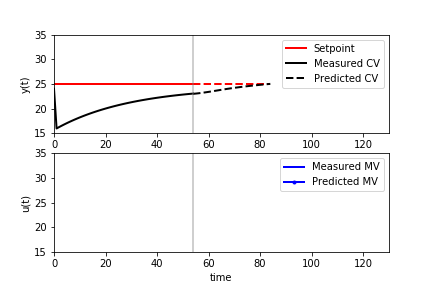 35
30
25
20
15
y(t)
Setpoint
Measured CV
Predicted CV
0 20 40 60 80 100 120
35
30
25
20
15
u(t)
Measured MV
Predicted MV
0 20 40 60 80 100 120
time